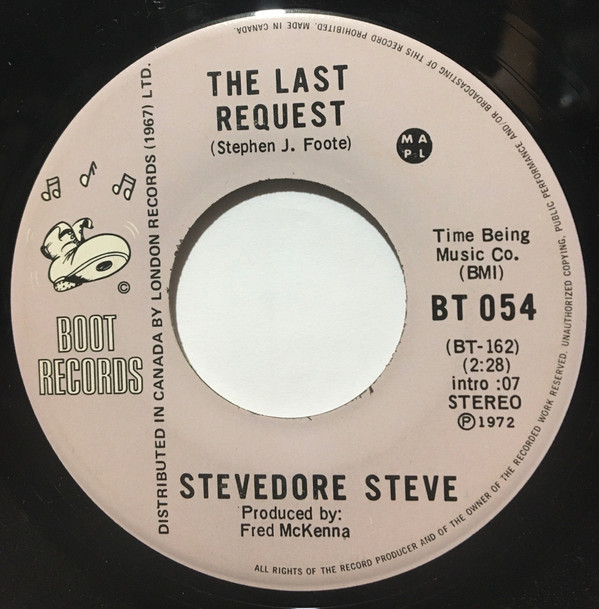 THE LAST
REQUEST
(Stephen J. Foote)
M A
P L
Time Being
Music Co.
(BMI)
BT 054
(BT-162)
(2:28)
intro :07
STEREO
Ⓟ1972
©
BOOT
RECORDS
DISTRIBUTED IN CANADA BY LONDON RECORDS (1967) LTD.
STEVEDORE STEVE
Produced by:
Fred McKenna
ALL RIGHTS OF THE RECORD PRODUCER AND OF THE OWNER OF THE RECORDED WORK RESERVED. UNAUTHORIZED COPYING, PUBLIC PERFORMANCE AND/OR BROADCASTING OF THIS RECORD PROHIBITED. MADE IN CANADA.